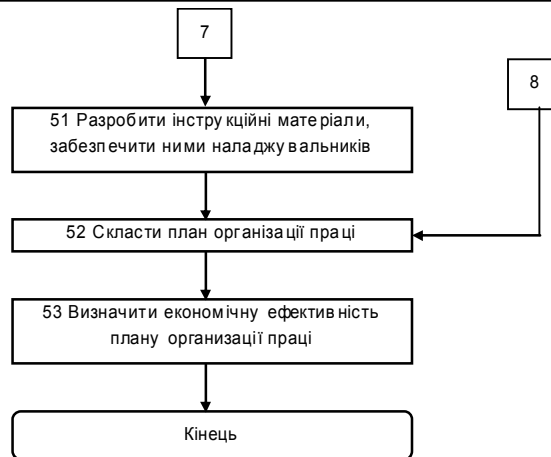 7
8
51 Разробити інструкційні матеріали,
забезпечити ними наладжувальників
52 Скласти план організації праці
53 Визначити економічну ефективність
плану организації праці
Кінець